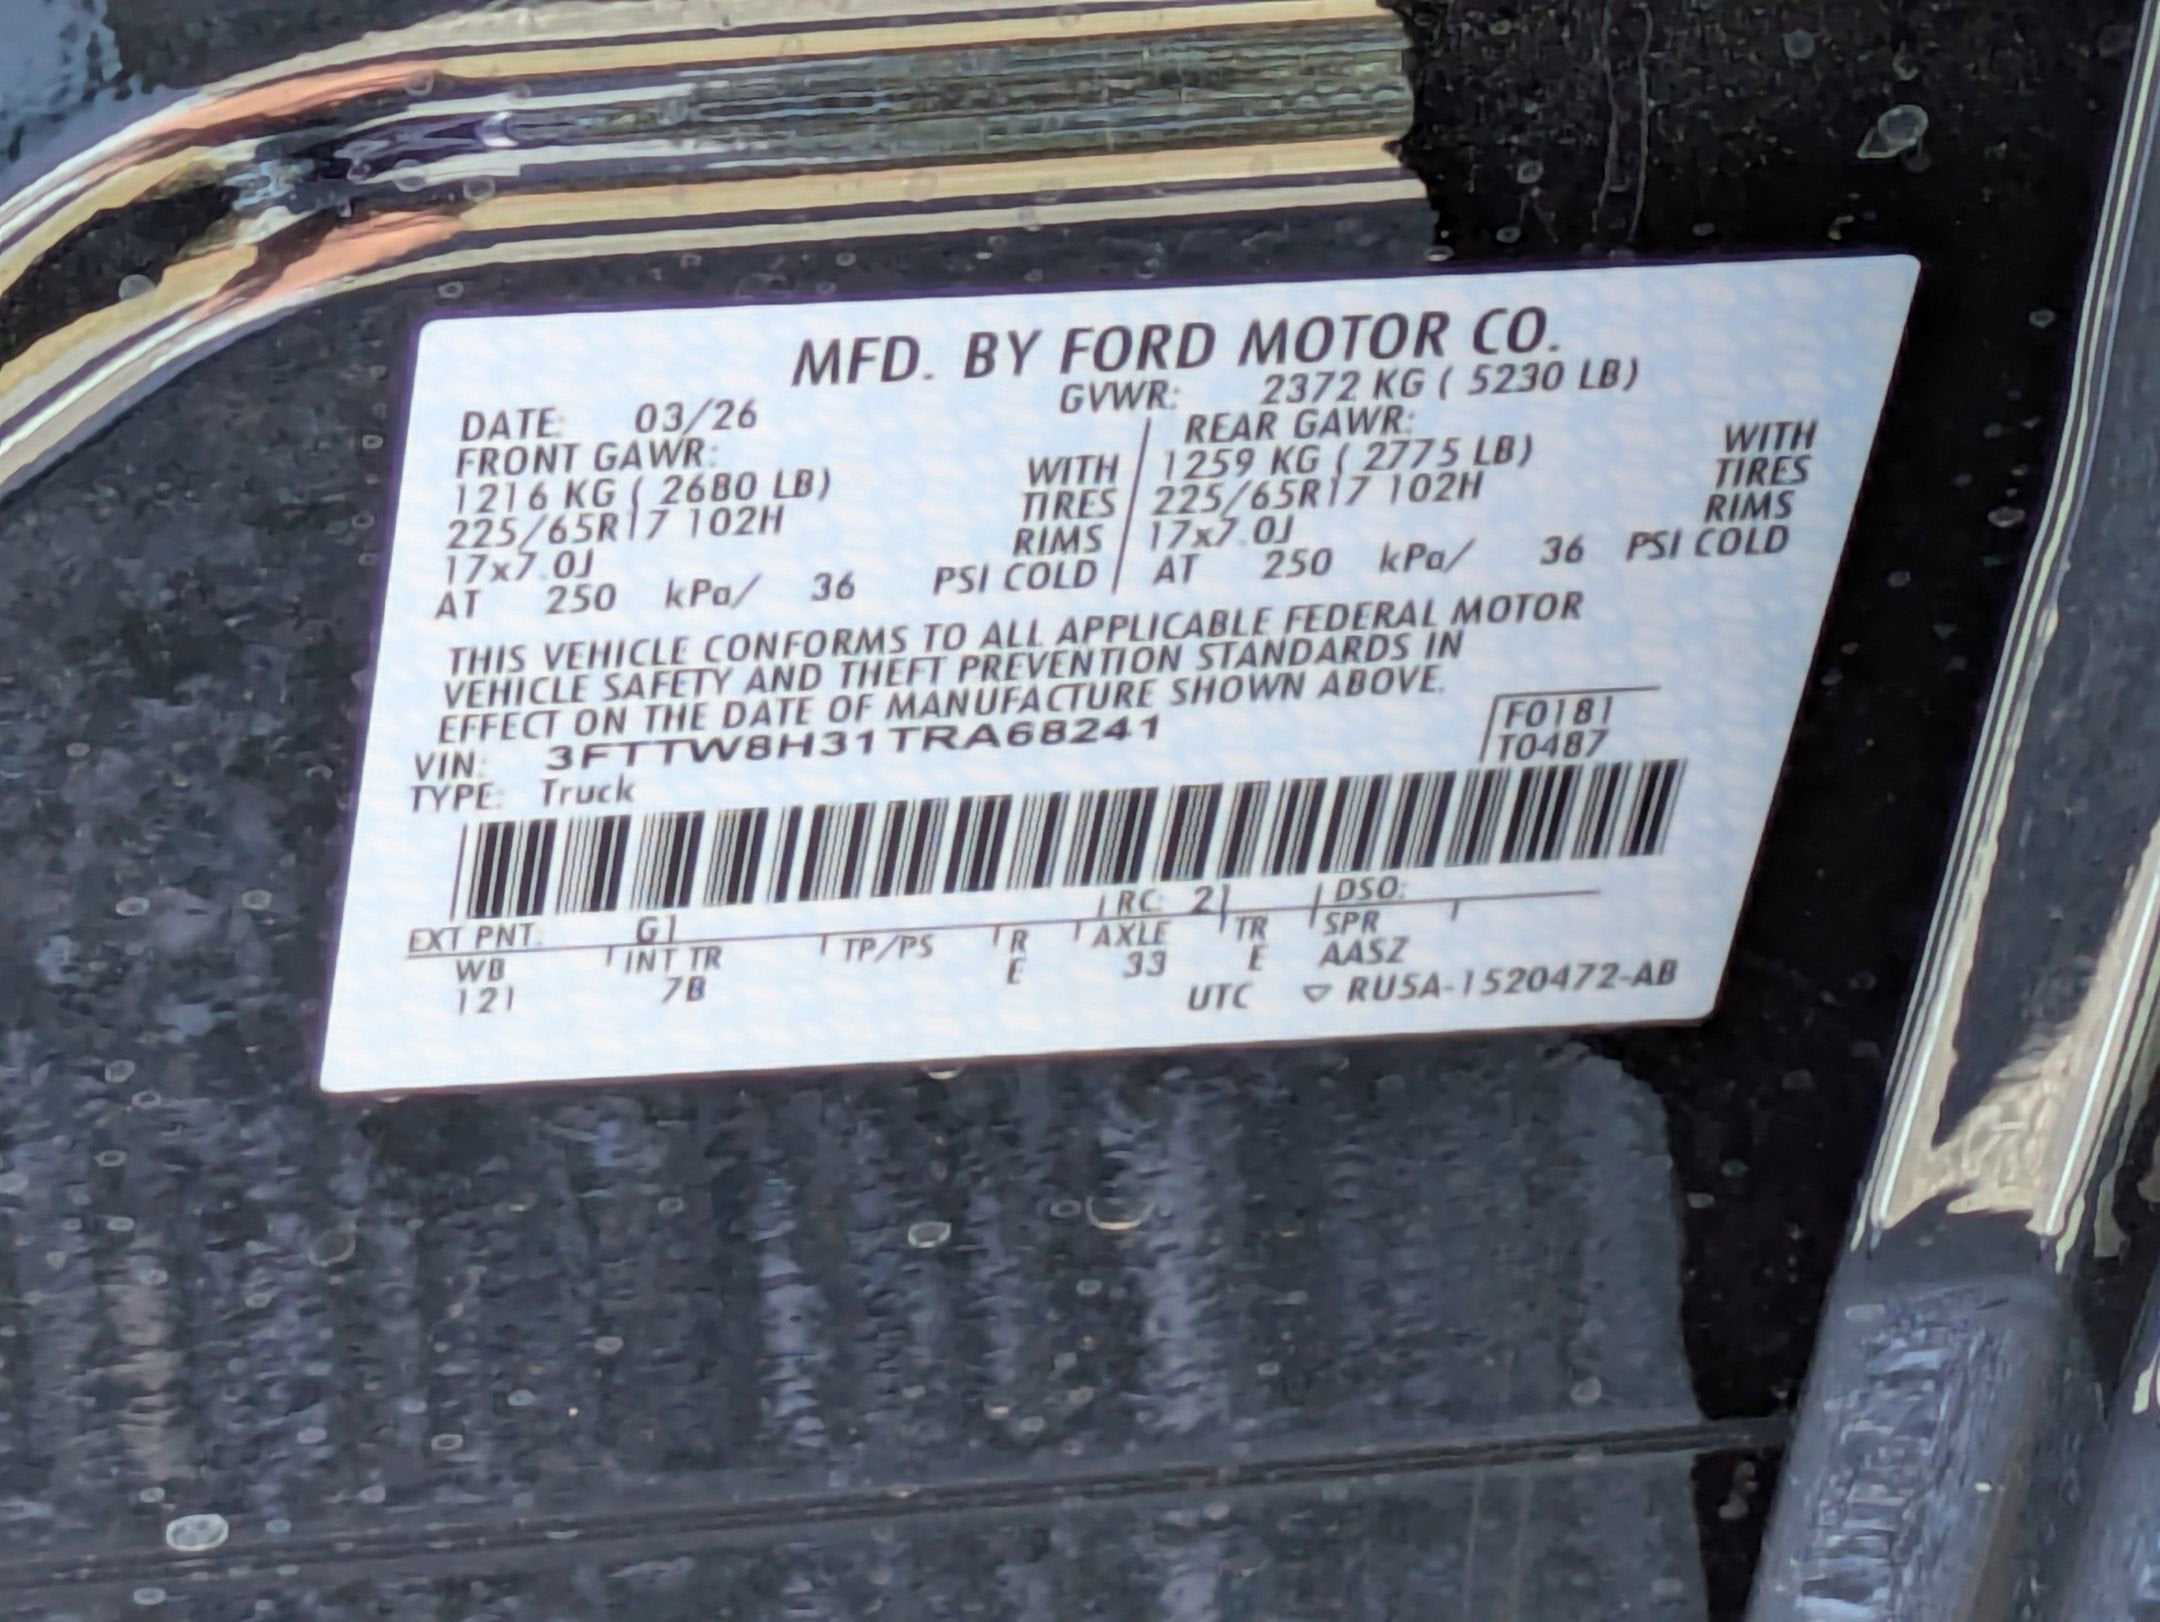 MFD. BY FORD MOTOR CO.
DATE: 03/26 GVWR: 2372 KG ( 5230 LB)
FRONT GAWR: REAR GAWR:
1216 KG ( 2680 LB) WITH 1259 KG ( 2775 LB) WITH
225/65R17 102H TIRES 225/65R17 102H TIRES
17x7.0J RIMS 17x7.0J RIMS
AT 250 kPa/ 36 PSI COLD AT 250 kPa/ 36 PSI COLD
THIS VEHICLE CONFORMS TO ALL APPLICABLE FEDERAL MOTOR
VEHICLE SAFETY AND THEFT PREVENTION STANDARDS IN
EFFECT ON THE DATE OF MANUFACTURE SHOWN ABOVE.
F0181
VIN: 3FTTW8H31TRA68241 T0487
TYPE: Truck
EXT PNT: G1 RC: 21 DSO:
WB INT TR TP/PS R AXLE TR SPR
121 7B E 33 E AASZ
UTC ▽ RU5A-1520472-AB